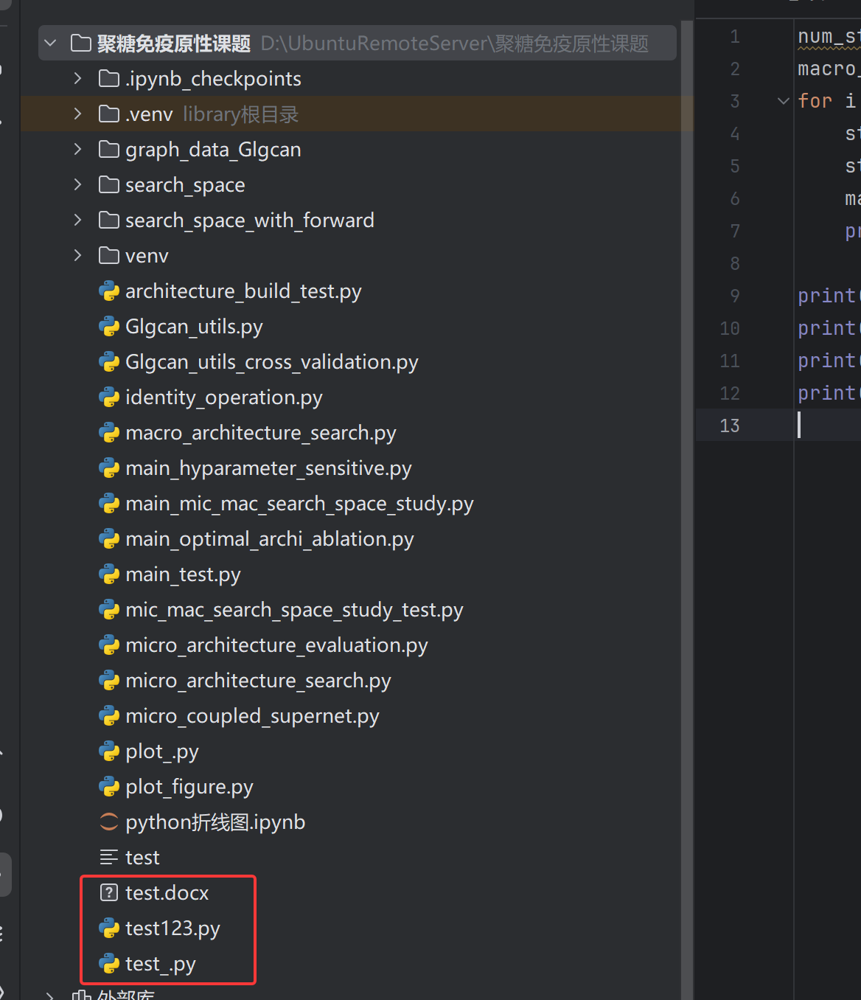 聚糖免疫原性课题 D:\UbuntuRemoteServer\聚糖免疫原性课题
.ipynb_checkpoints
.venv library根目录
graph_data_Glgcan
search_space
search_space_with_forward
venv
architecture_build_test.py
Glgcan_utils.py
Glgcan_utils_cross_validation.py
identity_operation.py
macro_architecture_search.py
main_hyparameter_sensitive.py
main_mic_mac_search_space_study.py
main_optimal_archi_ablation.py
main_test.py
mic_mac_search_space_study_test.py
micro_architecture_evaluation.py
micro_architecture_search.py
micro_coupled_supernet.py
plot_.py
plot_figure.py
python折线图.ipynb
test
test.docx
test123.py
test_.py
外部库
1 num_st
2 macro_
3 for i
4 st
5 st
6 ma
7 pr
8
9 print(
10 print(
11 print(
12 print(
13